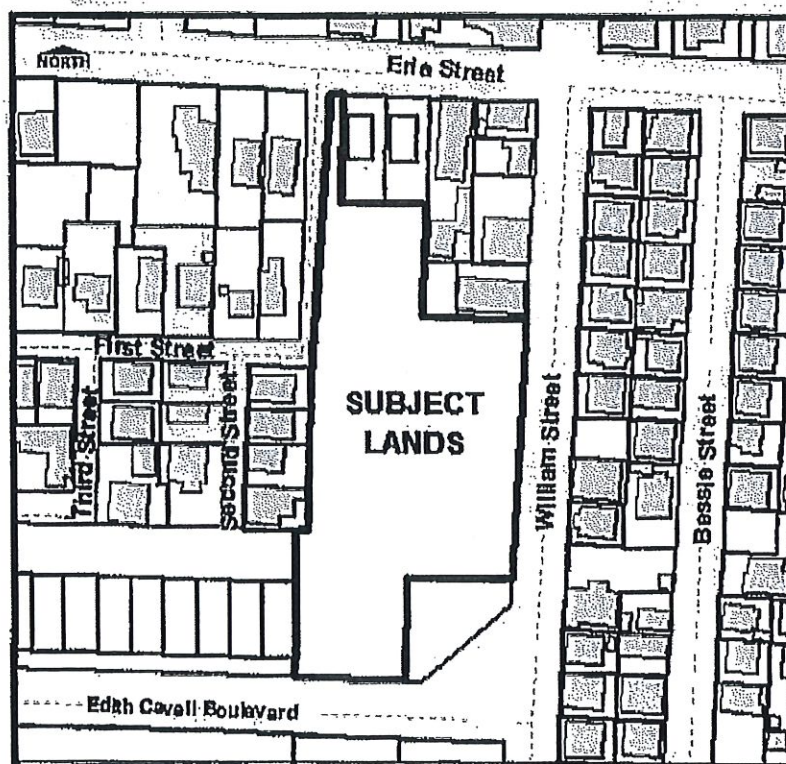 NORTH
Erie Street
First Street
SUBJECT
LANDS
Third Street
Second Street
William Street
Bessie Street
Edith Cavell Boulevard